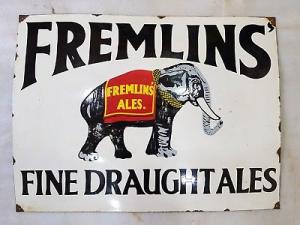 FREMLINS'
FREMLINS
ALES.
FINE DRAUGHT ALES